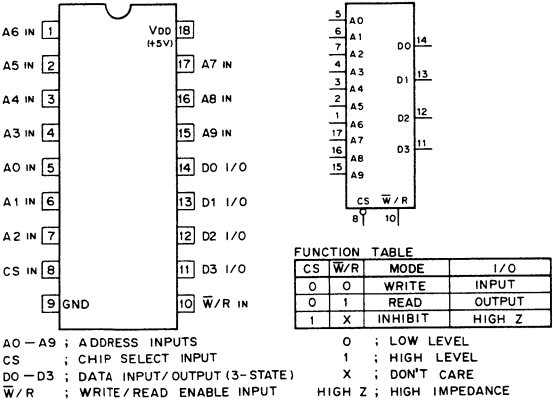 A6 IN 1
VDD 18
(+5V)
A5 IN 2
17 A7 IN
A4 IN 3
16 A8 IN
A3 IN 4
15 A9 IN
A0 IN 5
14 D0 I/O
A1 IN 6
13 D1 I/O
A2 IN 7
12 D2 I/O
CS IN 8
11 D3 I/O
9 GND
10 W̅/R IN
5 A0
6 A1
7 A2
4 A3
3 A4
2 A5
1 A6
17 A7
16 A8
15 A9
D0 14
D1 13
D2 12
D3 11
CS W̅/R
8 10
FUNCTION TABLE
CS W̅/R MODE I/O
0 0 WRITE INPUT
0 1 READ OUTPUT
1 X INHIBIT HIGH Z
A0—A9 ; ADDRESS INPUTS
CS ; CHIP SELECT INPUT
D0—D3 ; DATA INPUT/OUTPUT (3-STATE)
W̅/R ; WRITE/READ ENABLE INPUT
0 ; LOW LEVEL
1 ; HIGH LEVEL
X ; DON'T CARE
HIGH Z ; HIGH IMPEDANCE